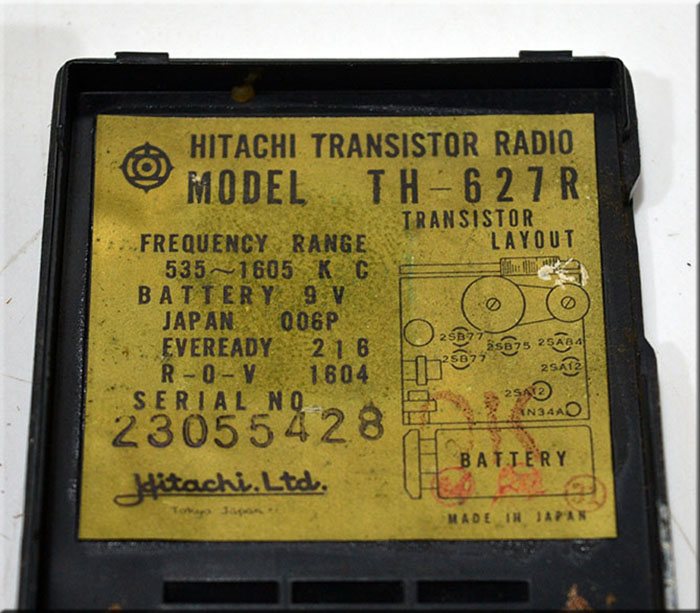 HITACHI TRANSISTOR RADIO
MODEL TH-627R
FREQUENCY RANGE
535~1605 KC
BATTERY 9V
JAPAN 006P
EVEREADY 216
R-O-V 1604
SERIAL NO
23055428
Hitachi.Ltd.
Tokyo Japan
TRANSISTOR
LAYOUT
2SB77
2SB77
2SB75
2SA84
2SA12
2SA12
1N34A
OK
BATTERY
MADE IN JAPAN